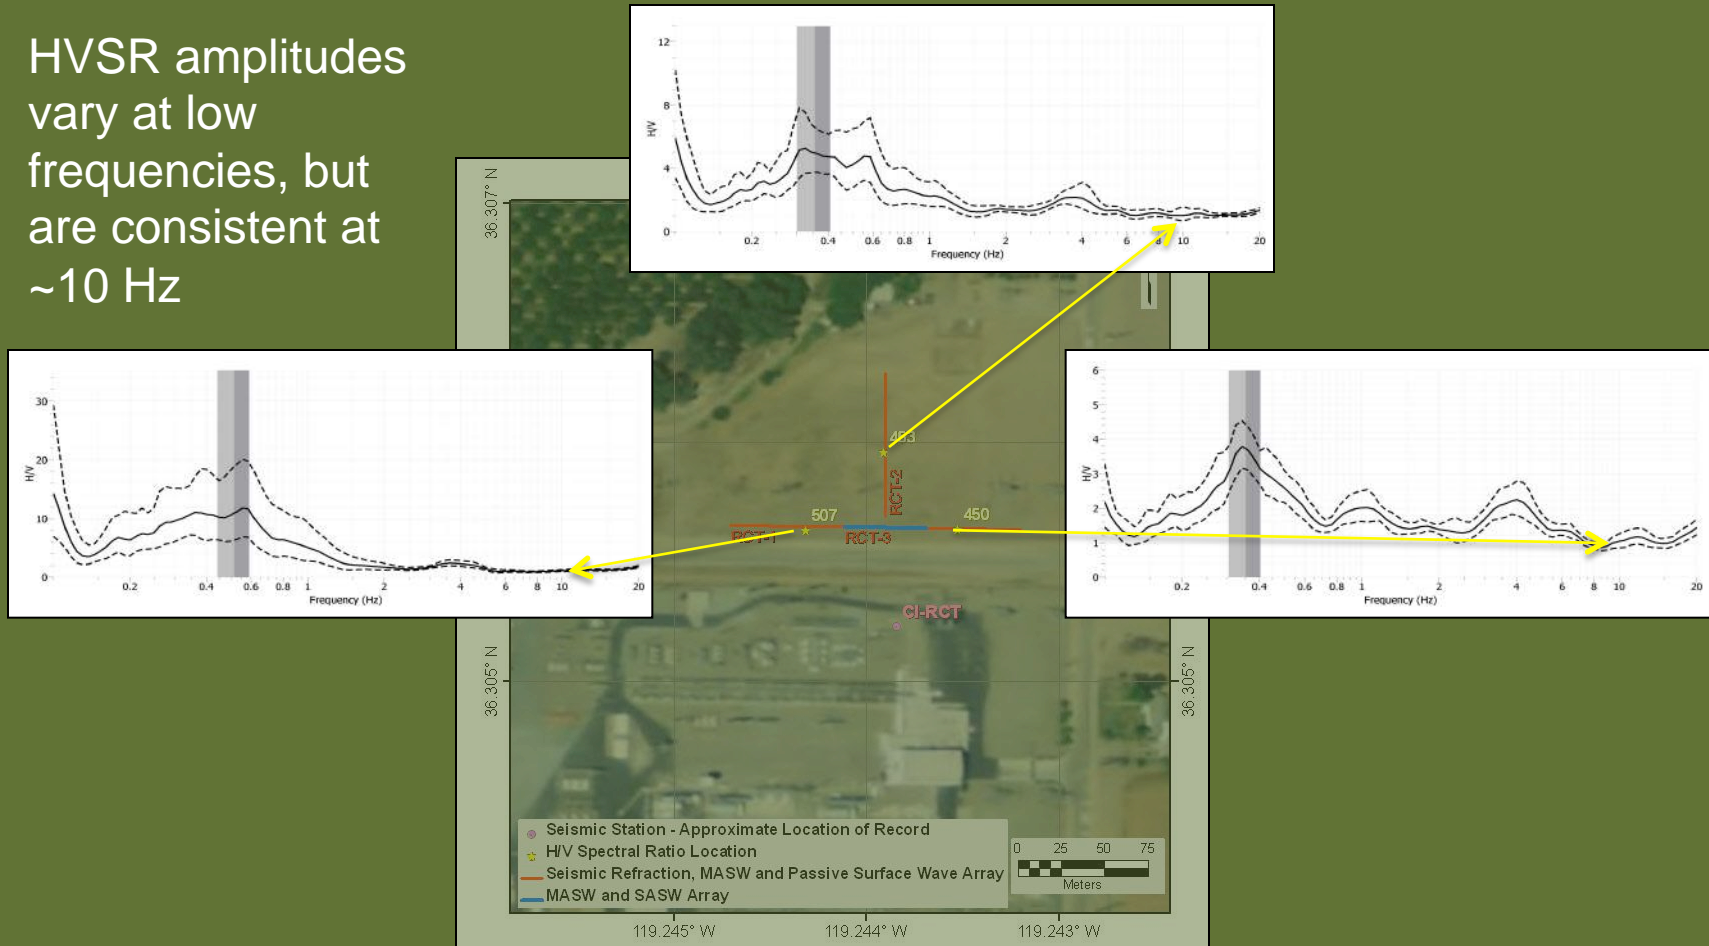 HVSR amplitudes
vary at low
frequencies, but
are consistent at
~10 Hz
12
8
4
0
H/V
0.2 0.4 0.6 0.8 1 2 4 6 8 10 20
Frequency (Hz)
30
20
10
0
H/V
0.2 0.4 0.6 0.8 1 2 4 6 8 10 20
Frequency (Hz)
6
5
4
3
2
1
0
H/V
0.2 0.4 0.6 0.8 1 2 4 6 8 10 20
Frequency (Hz)
36.307° N
483
RCT-2
507
450
RCT-1
RCT-3
CI-RCT
36.305° N
36.305° N
Seismic Station - Approximate Location of Record
H/V Spectral Ratio Location
Seismic Refraction, MASW and Passive Surface Wave Array
MASW and SASW Array
0 25 50 75
Meters
119.245° W
119.244° W
119.243° W